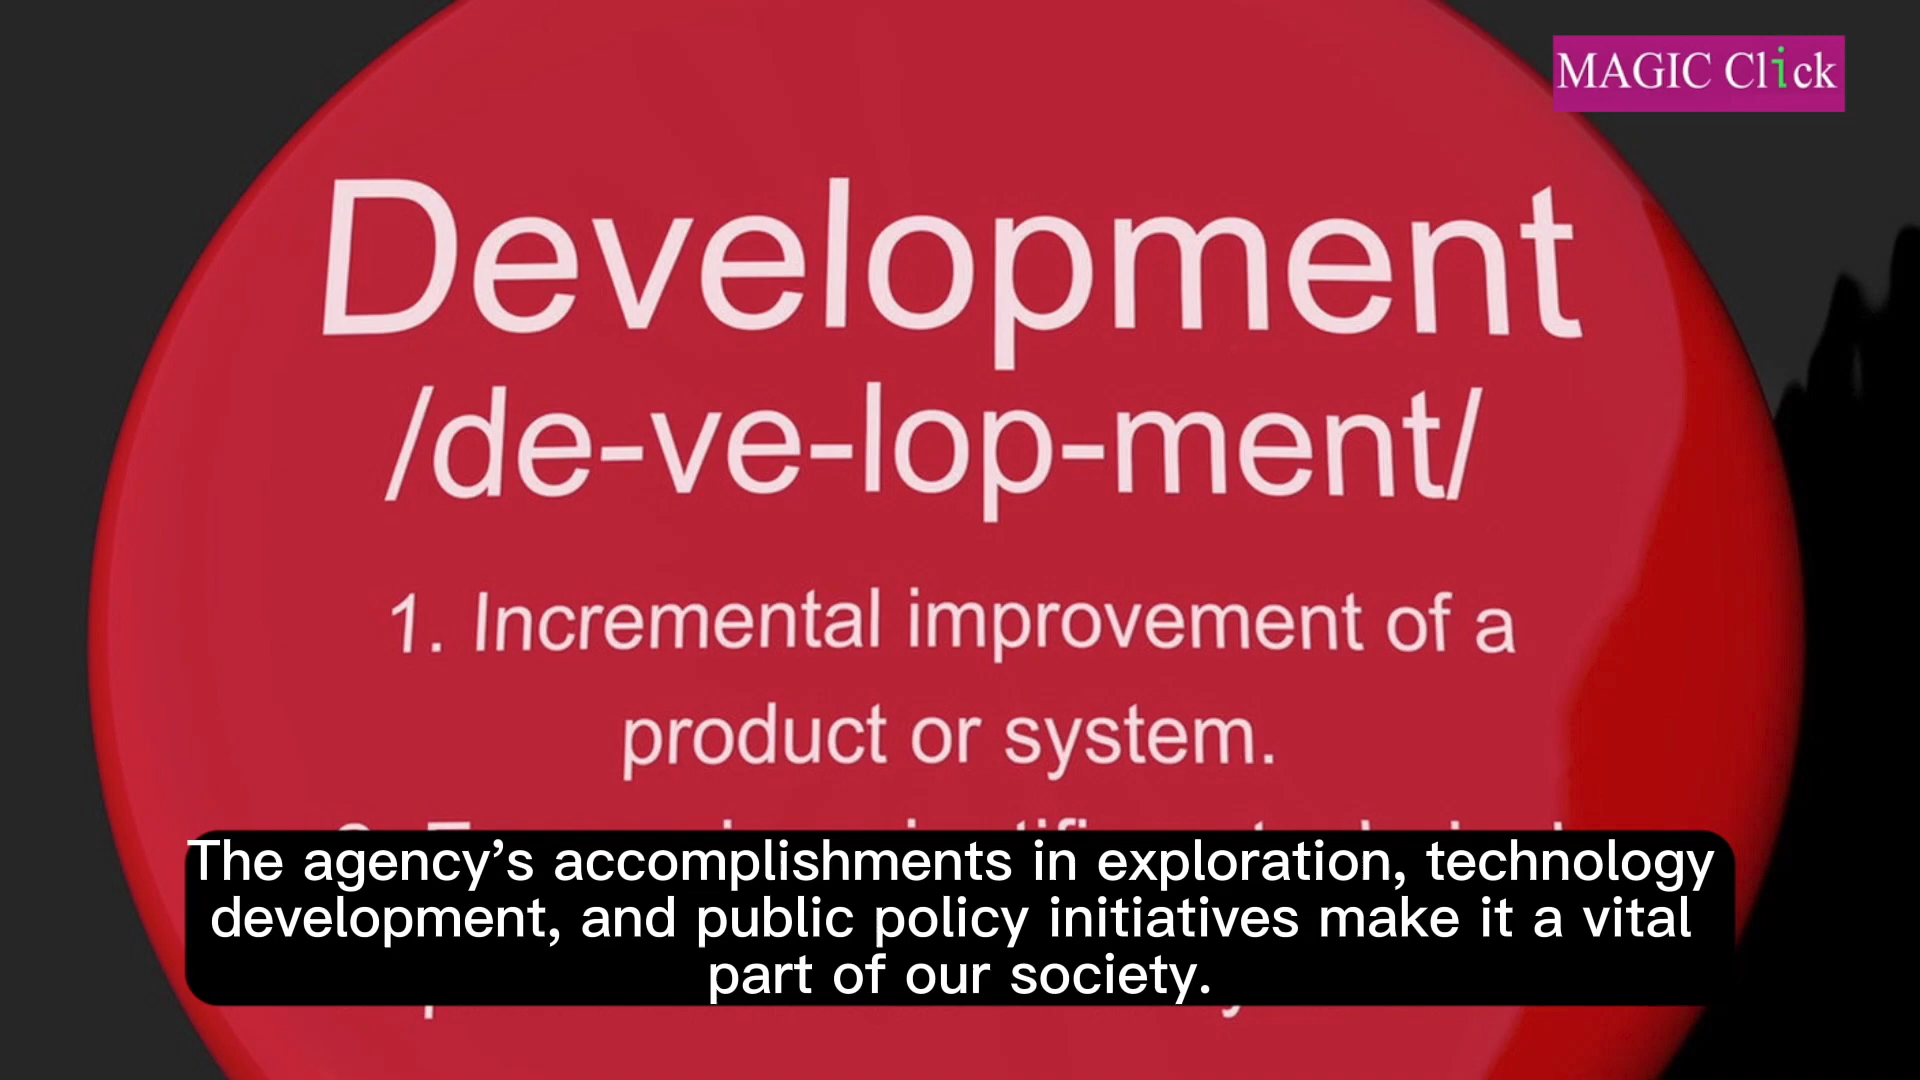 MAGIC Click
Development
/de-ve-lop-ment/
1. Incremental improvement of a
product or system.
The agency’s accomplishments in exploration, technology
development, and public policy initiatives make it a vital
part of our society.